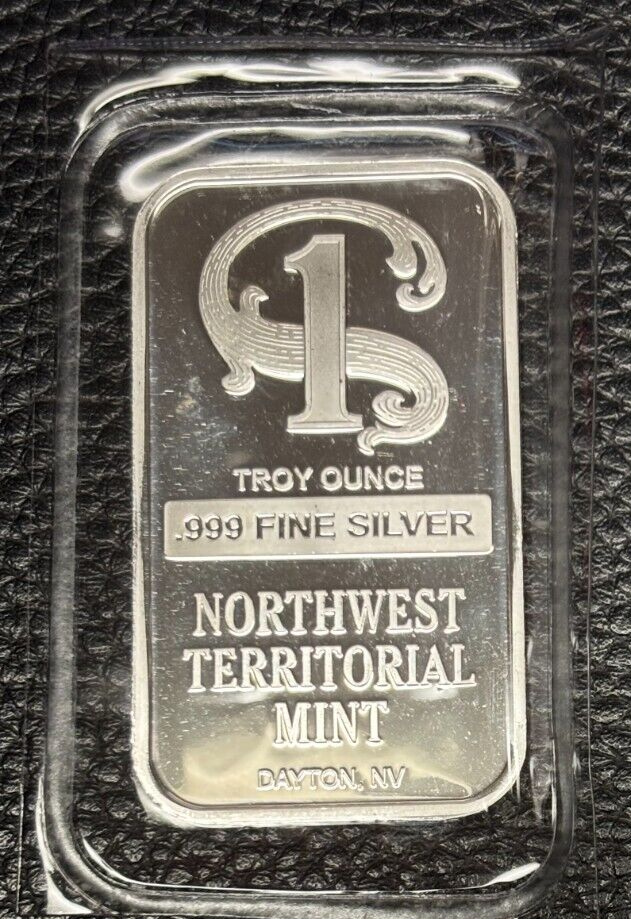 1
TROY OUNCE
.999 FINE SILVER
NORTHWEST
TERRITORIAL
MINT
DAYTON, NV